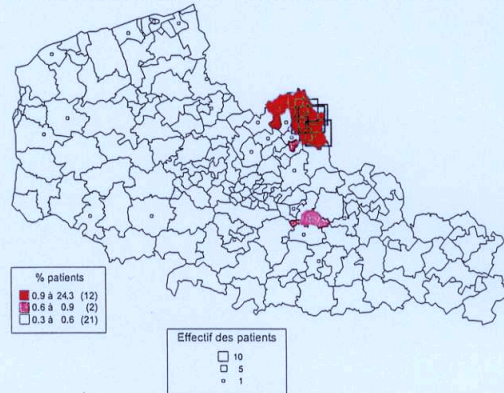 % patients
0.9 à 24.3 (12)
0.6 à 0.9 (2)
0.3 à 0.6 (21)
Effectif des patients
10
5
1